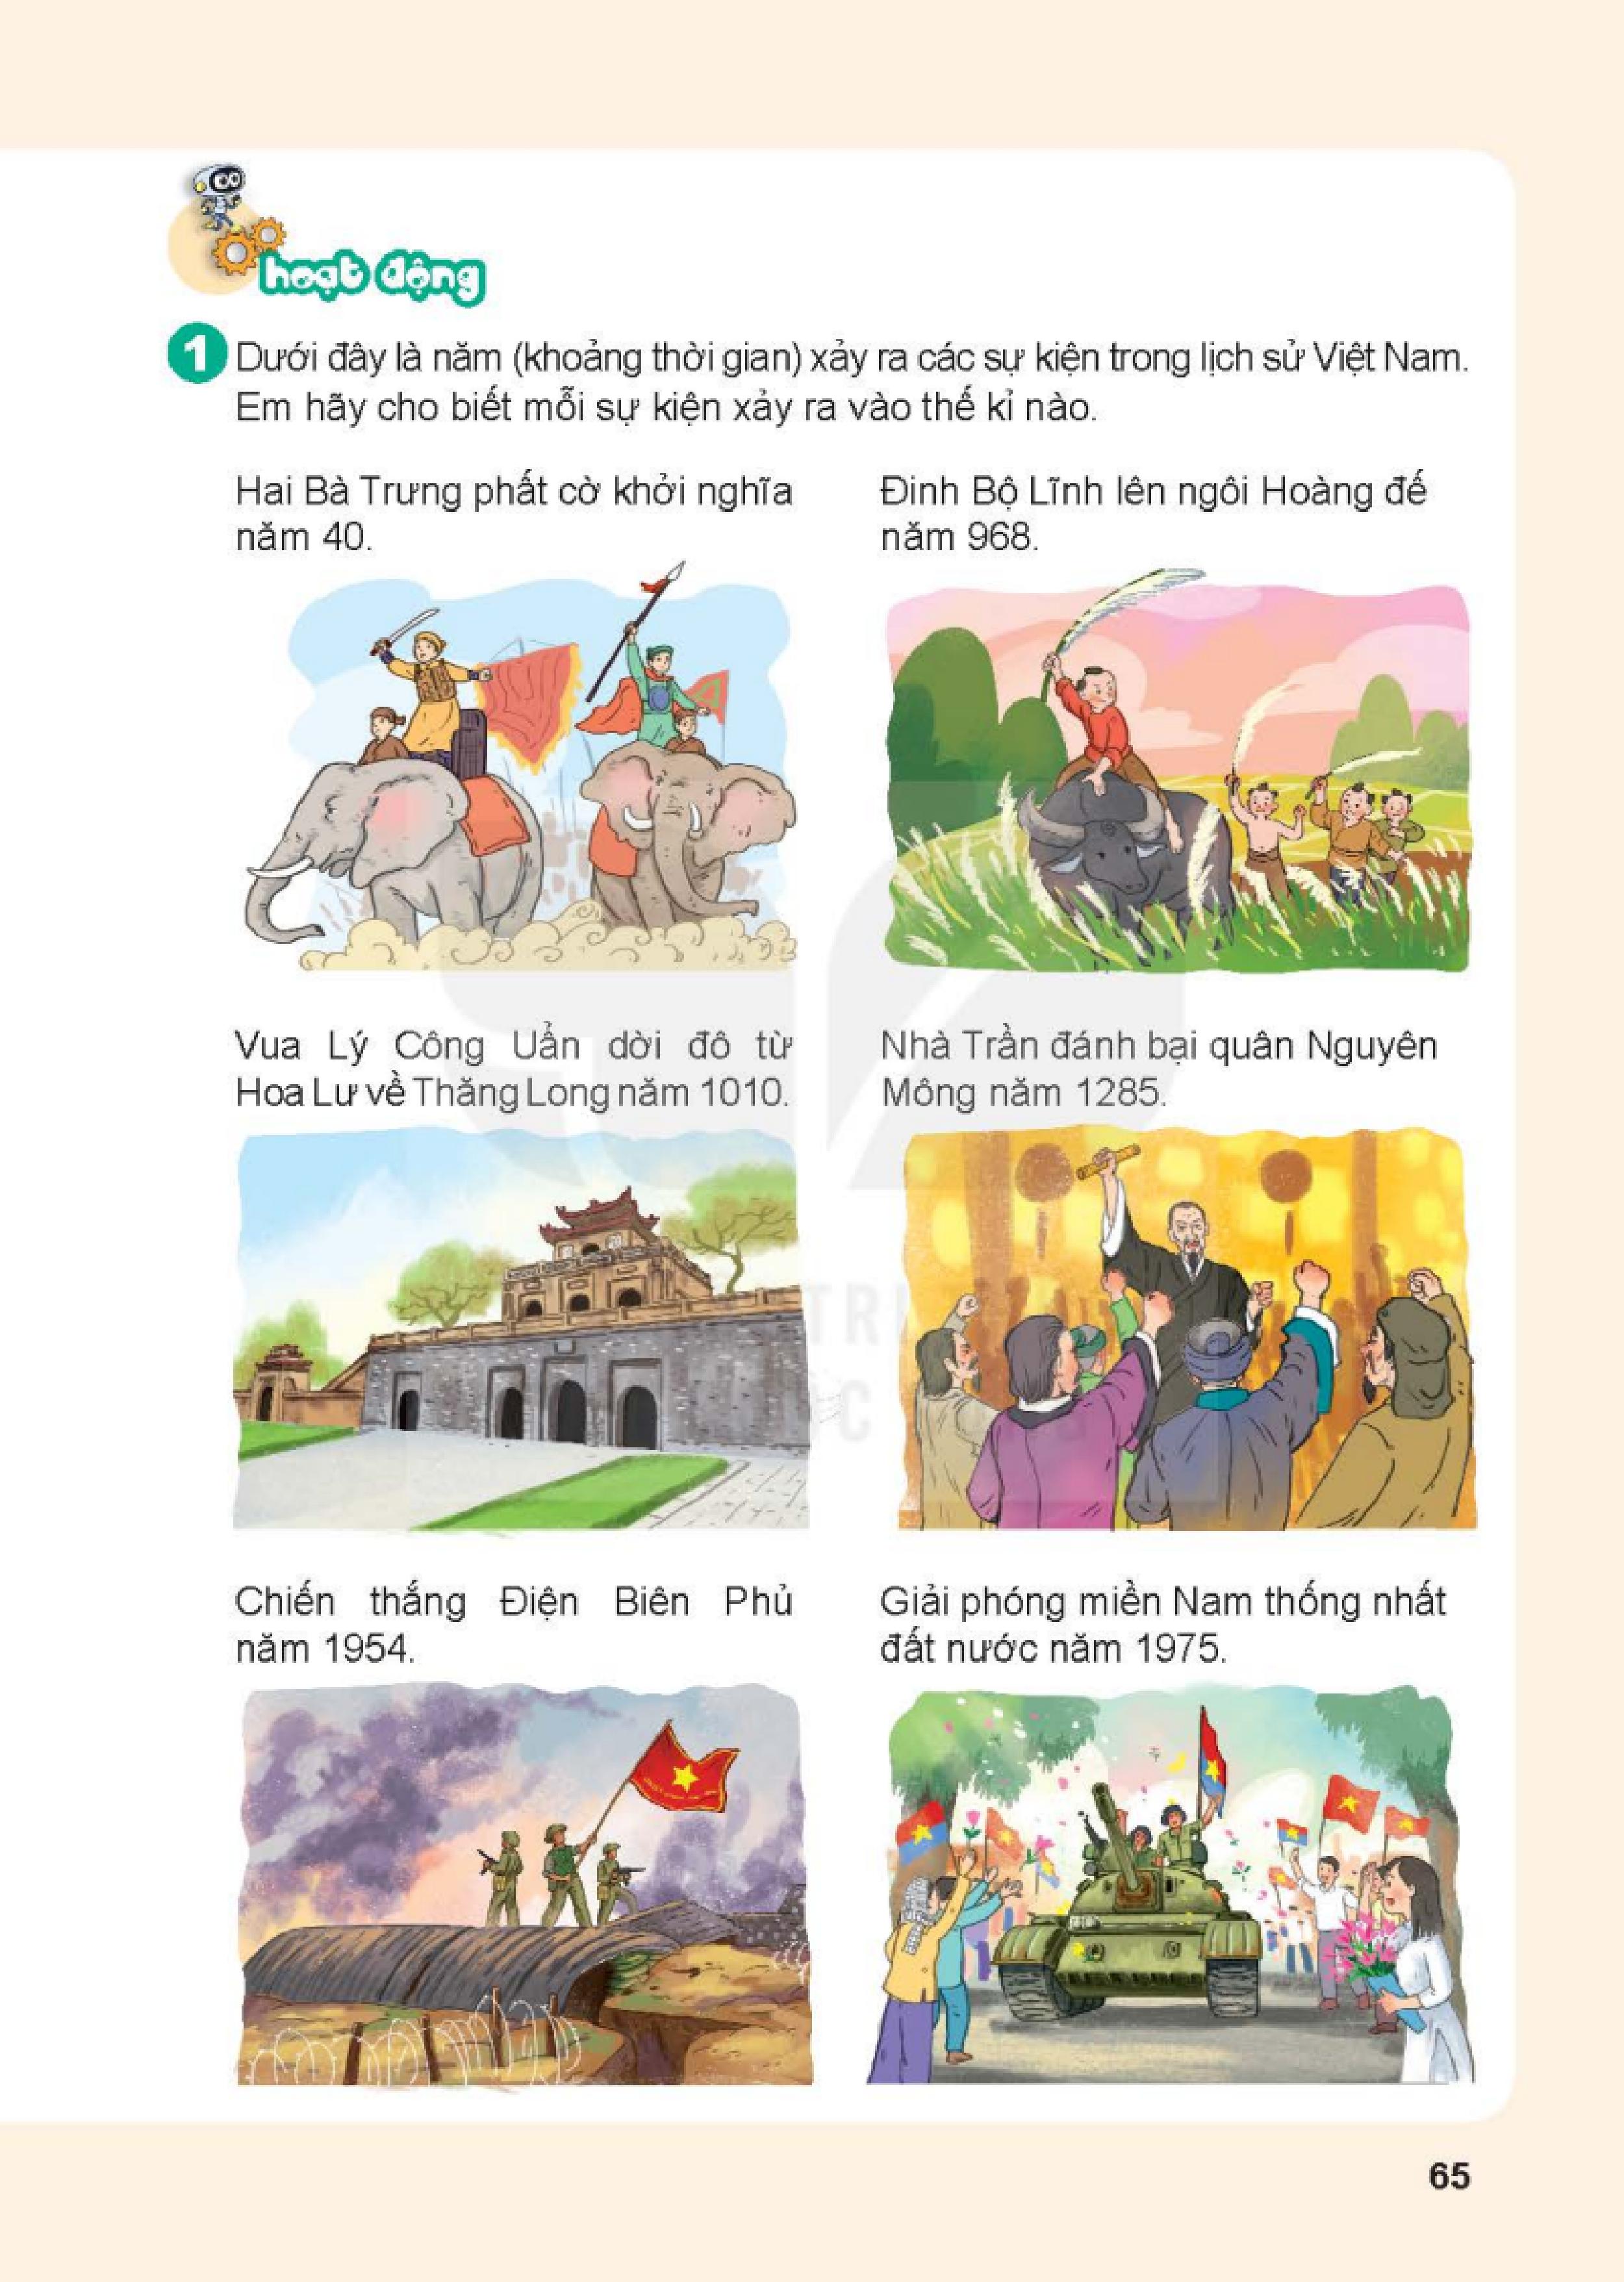 hoạt động
1 Dưới đây là năm (khoảng thời gian) xảy ra các sự kiện trong lịch sử Việt Nam.
Em hãy cho biết mỗi sự kiện xảy ra vào thế kỉ nào.
Hai Bà Trưng phất cờ khởi nghĩa
năm 40.
Đinh Bộ Lĩnh lên ngôi Hoàng đế
năm 968.
Vua Lý Công Uẩn dời đô từ
Hoa Lư về Thăng Long năm 1010.
Nhà Trần đánh bại quân Nguyên
Mông năm 1285.
Chiến thắng Điện Biên Phủ
năm 1954.
Giải phóng miền Nam thống nhất
đất nước năm 1975.
65